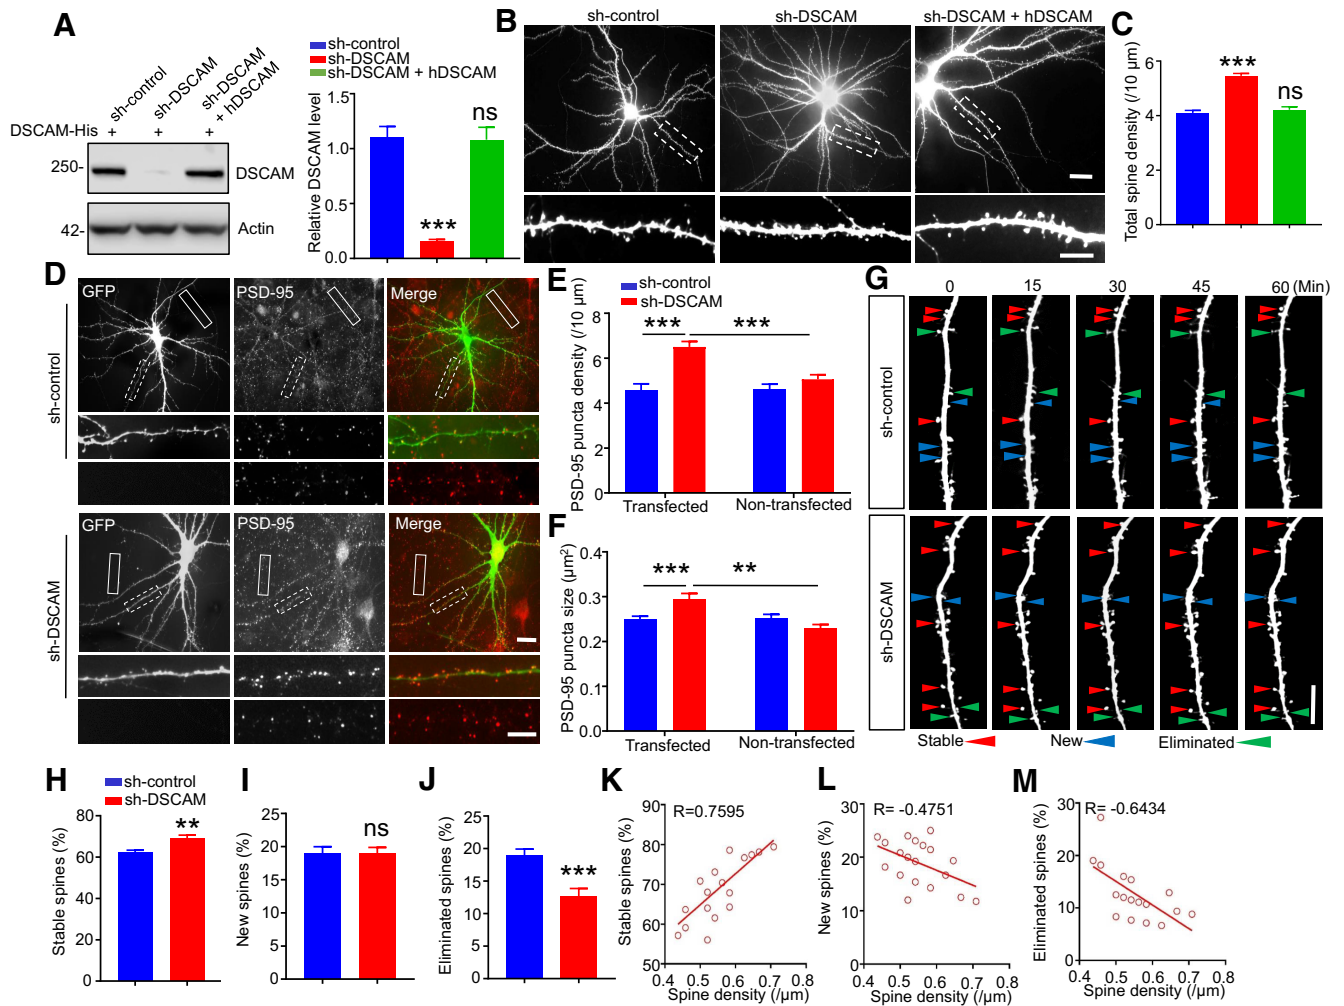 A
sh-control
sh-DSCAM
sh-DSCAM
+ hDSCAM
DSCAM-His + + +
250-
DSCAM
42-
Actin
sh-control
sh-DSCAM
sh-DSCAM + hDSCAM
Relative DSCAM level
1.5
1.0
0.5
0.0
***
ns
B
sh-control
sh-DSCAM
sh-DSCAM + hDSCAM
C
Total spine density (/10 μm)
6
4
2
0
***
ns
D
sh-control
GFP
PSD-95
Merge
sh-DSCAM
GFP
PSD-95
Merge
E
sh-control
sh-DSCAM
PSD-95 puncta density (/10 μm)
8
6
4
2
0
***
***
Transfected
Non-transfected
F
PSD-95 puncta size (μm²)
0.4
0.3
0.2
0.1
0.0
***
**
Transfected
Non-transfected
G
0 15 30 45 60 (Min)
sh-control
sh-DSCAM
Stable
New
Eliminated
H
sh-control
sh-DSCAM
Stable spines (%)
80
60
40
20
0
**
I
New spines (%)
25
20
15
10
5
0
ns
J
Eliminated spines (%)
25
20
15
10
5
0
***
K
R=0.7595
Stable spines (%)
90
80
70
60
50
0.4 0.5 0.6 0.7 0.8
Spine density (/μm)
L
R= -0.4751
New spines (%)
30
20
10
0
0.4 0.5 0.6 0.7 0.8
Spine density (/μm)
M
R= -0.6434
Eliminated spines (%)
30
20
10
0
0.4 0.5 0.6 0.7 0.8
Spine density (/μm)